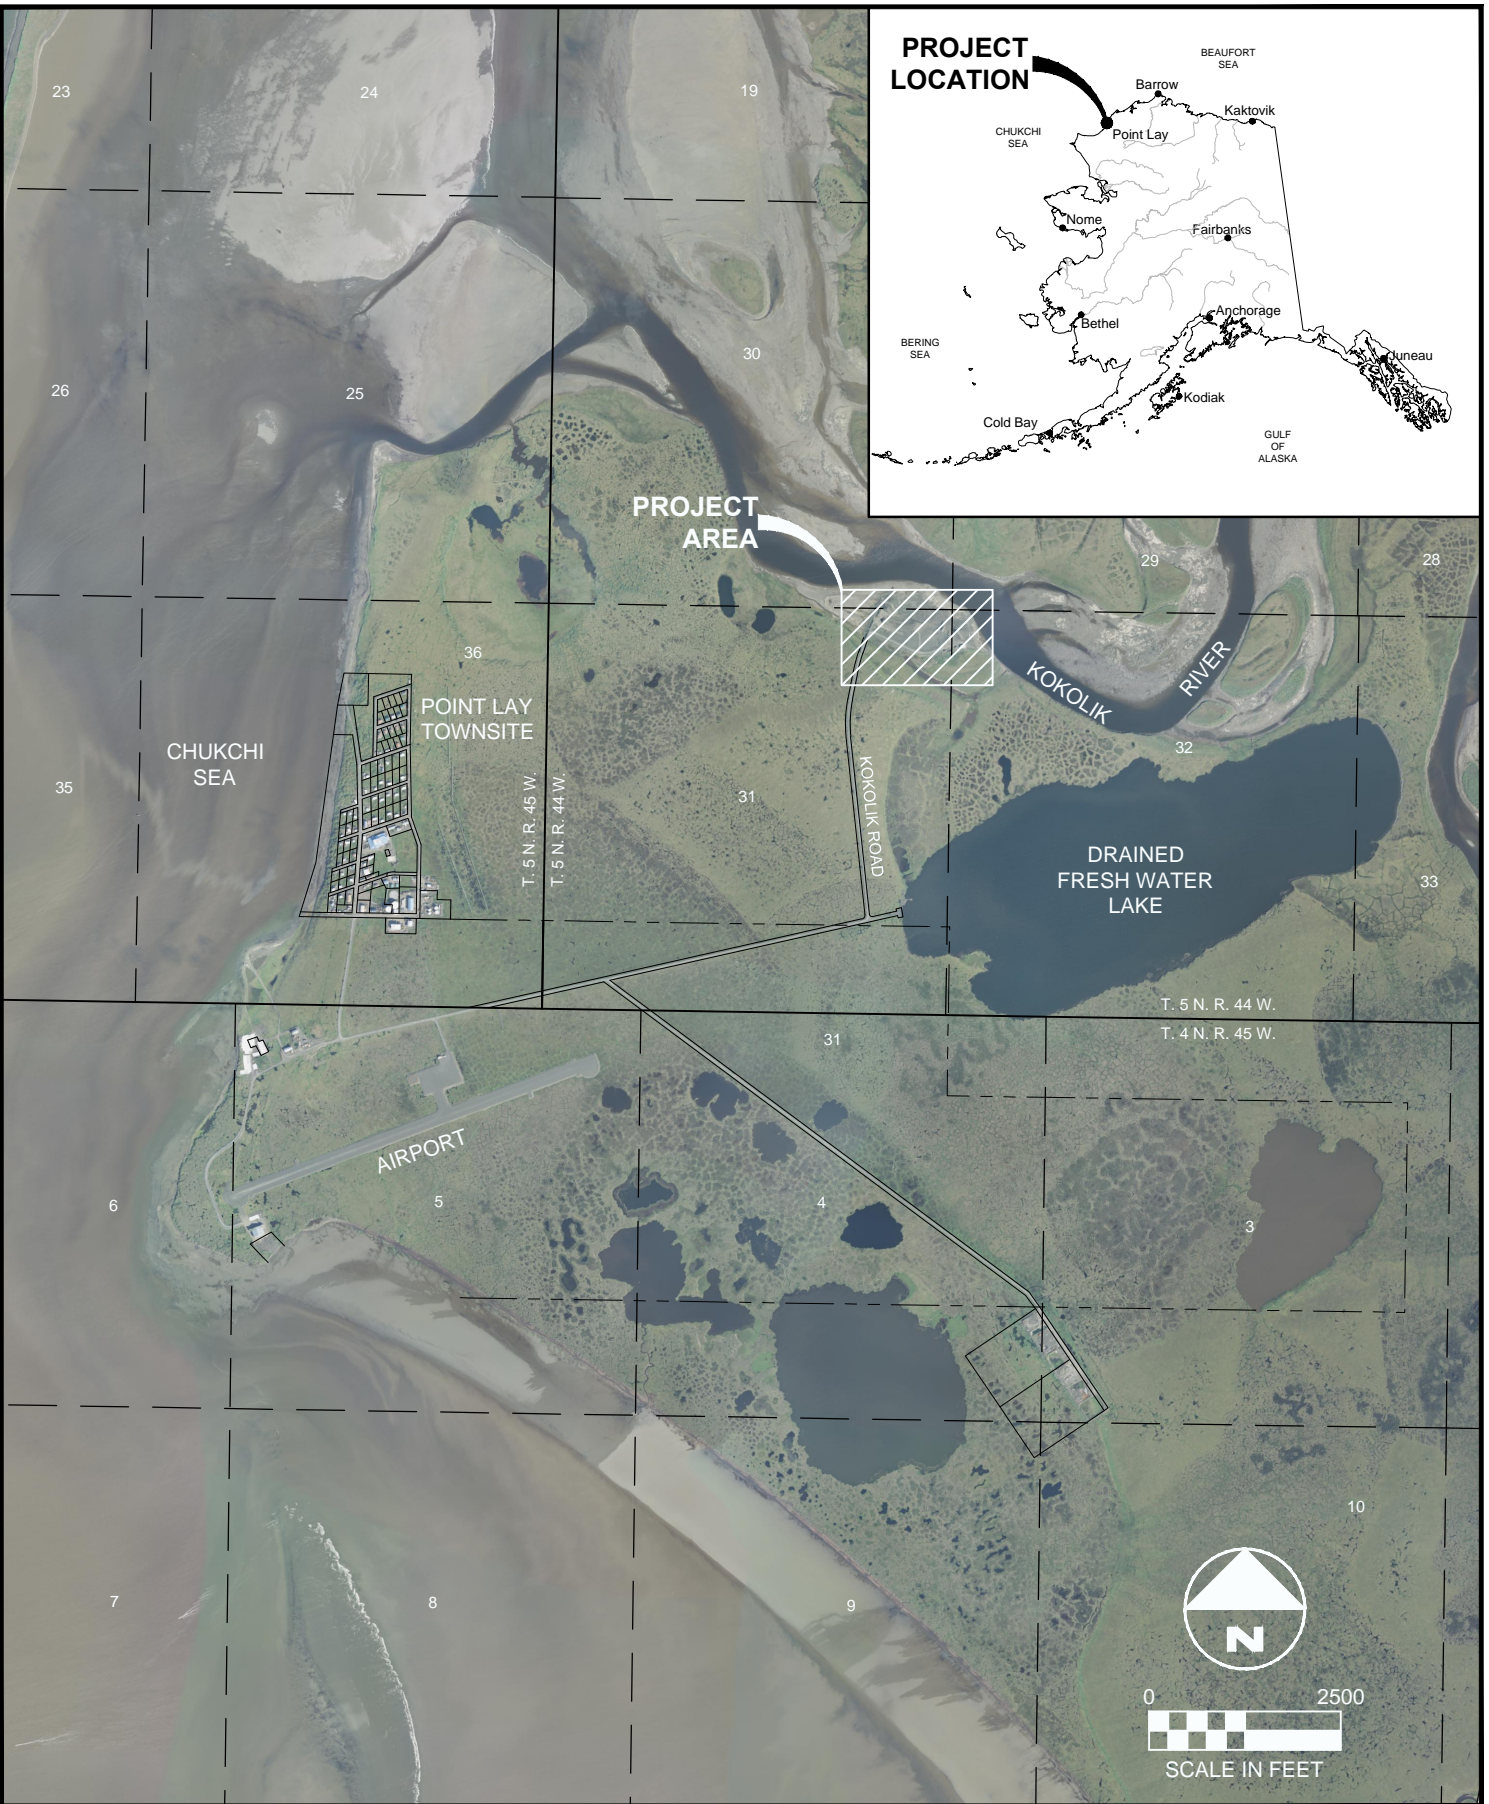 PROJECT
LOCATION
BEAUFORT
SEA
Barrow
Kaktovik
CHUKCHI
SEA
Point Lay
Nome
Fairbanks
Anchorage
Bethel
BERING
SEA
Juneau
Kodiak
Cold Bay
GULF
OF
ALASKA
23
24
19
26
25
30
PROJECT
AREA
29
28
36
KOKOLIK
RIVER
POINT LAY
TOWNSITE
CHUKCHI
SEA
35
T. 5 N. R. 45 W.
T. 5 N. R. 44 W.
31
KOKOLIK ROAD
32
DRAINED
FRESH WATER
LAKE
33
T. 5 N. R. 44 W.
T. 4 N. R. 45 W.
31
AIRPORT
6
5
4
3
10
7
8
9
N
0 2500
SCALE IN FEET